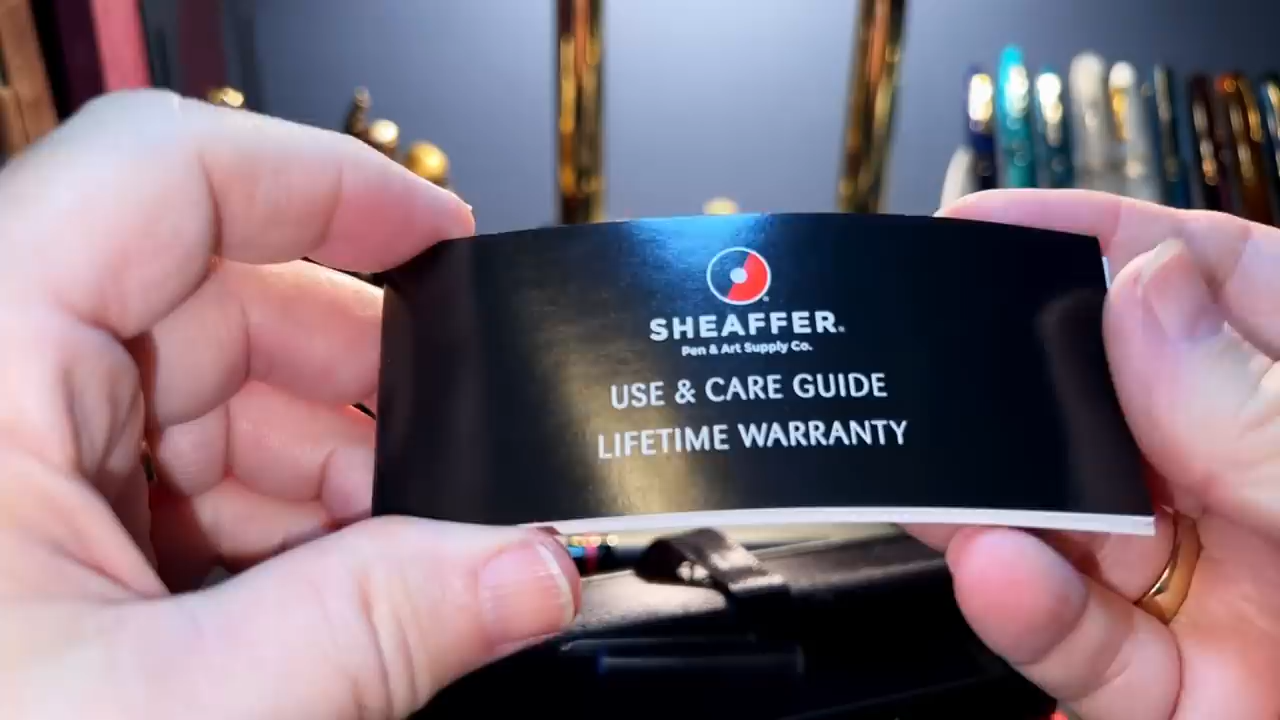 SHEAFFER®
Pen & Art Supply Co.
USE & CARE GUIDE
LIFETIME WARRANTY